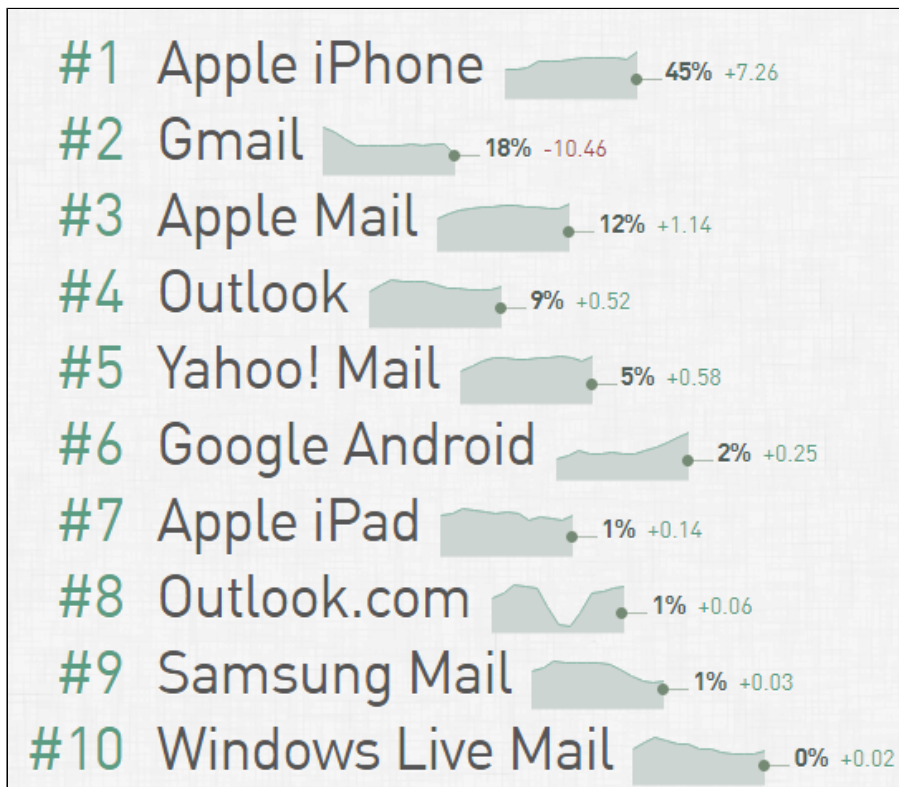 #1 Apple iPhone 45% +7.26
#2 Gmail 18% -10.46
#3 Apple Mail 12% +1.14
#4 Outlook 9% +0.52
#5 Yahoo! Mail 5% +0.58
#6 Google Android 2% +0.25
#7 Apple iPad 1% +0.14
#8 Outlook.com 1% +0.06
#9 Samsung Mail 1% +0.03
#10 Windows Live Mail 0% +0.02